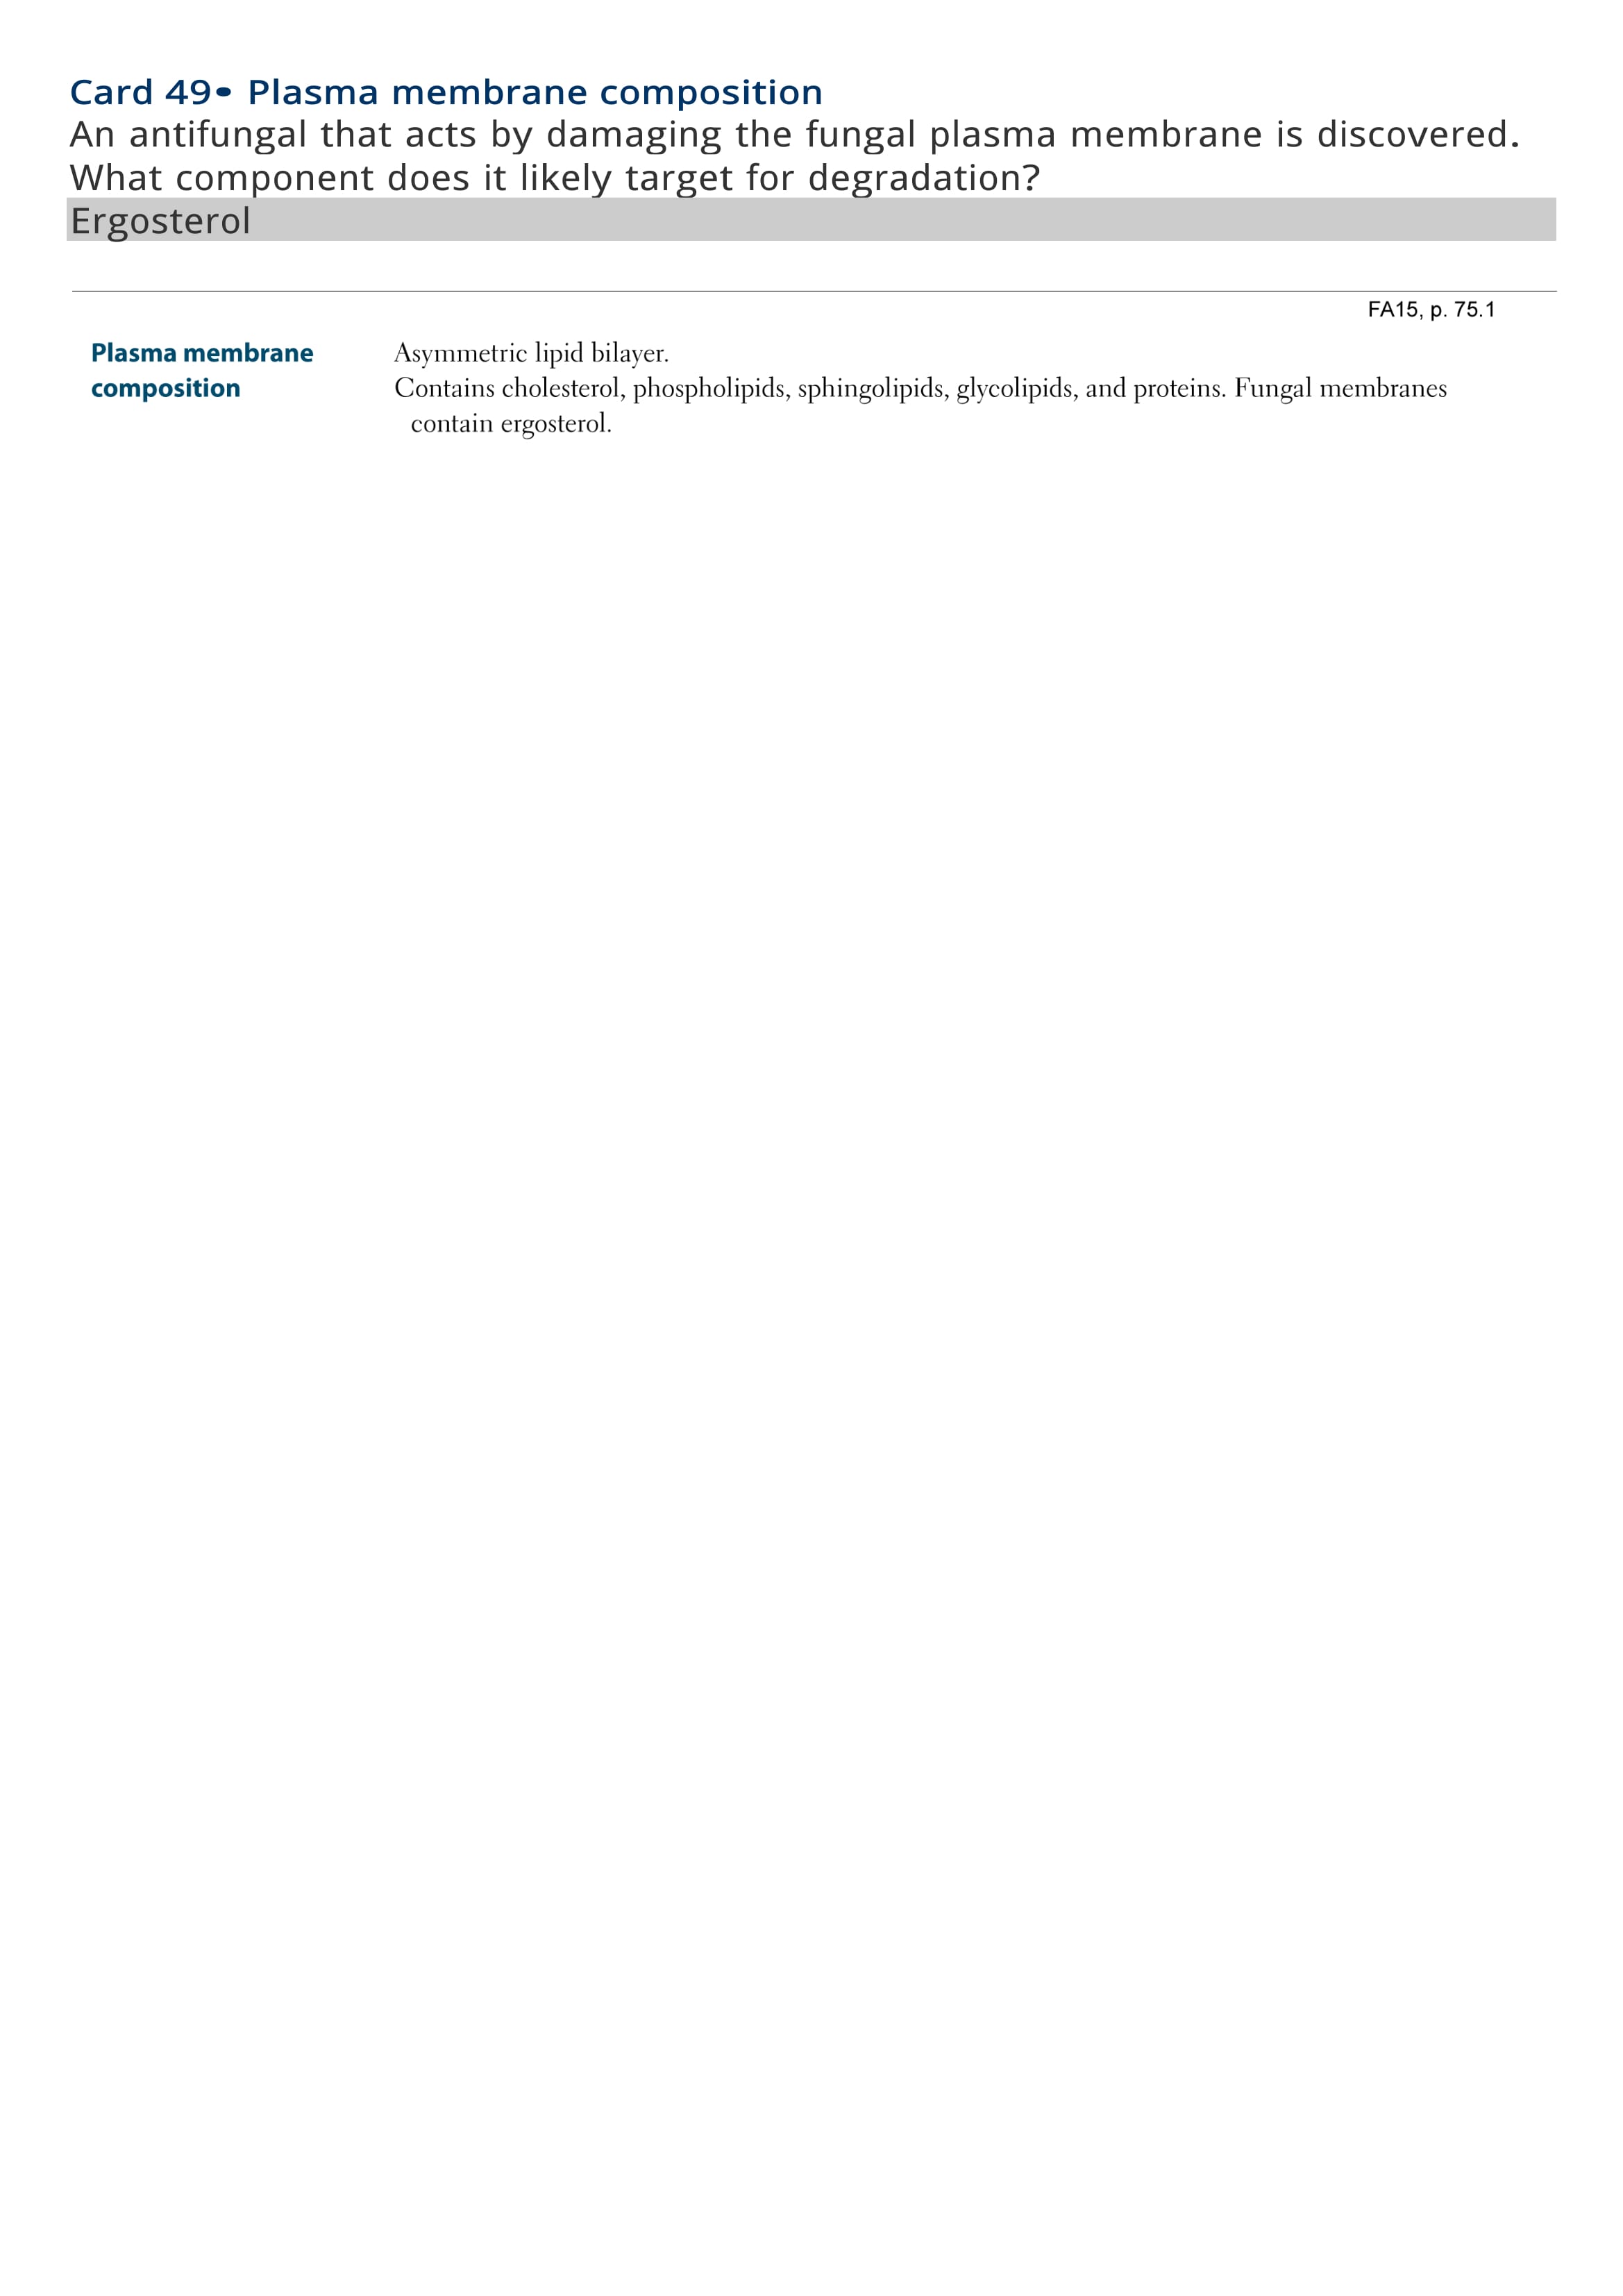 Card 49• Plasma membrane composition
An antifungal that acts by damaging the fungal plasma membrane is discovered.
What component does it likely target for degradation?
Ergosterol
FA15, p. 75.1
Plasma membrane composition
Asymmetric lipid bilayer.
Contains cholesterol, phospholipids, sphingolipids, glycolipids, and proteins. Fungal membranes
contain ergosterol.